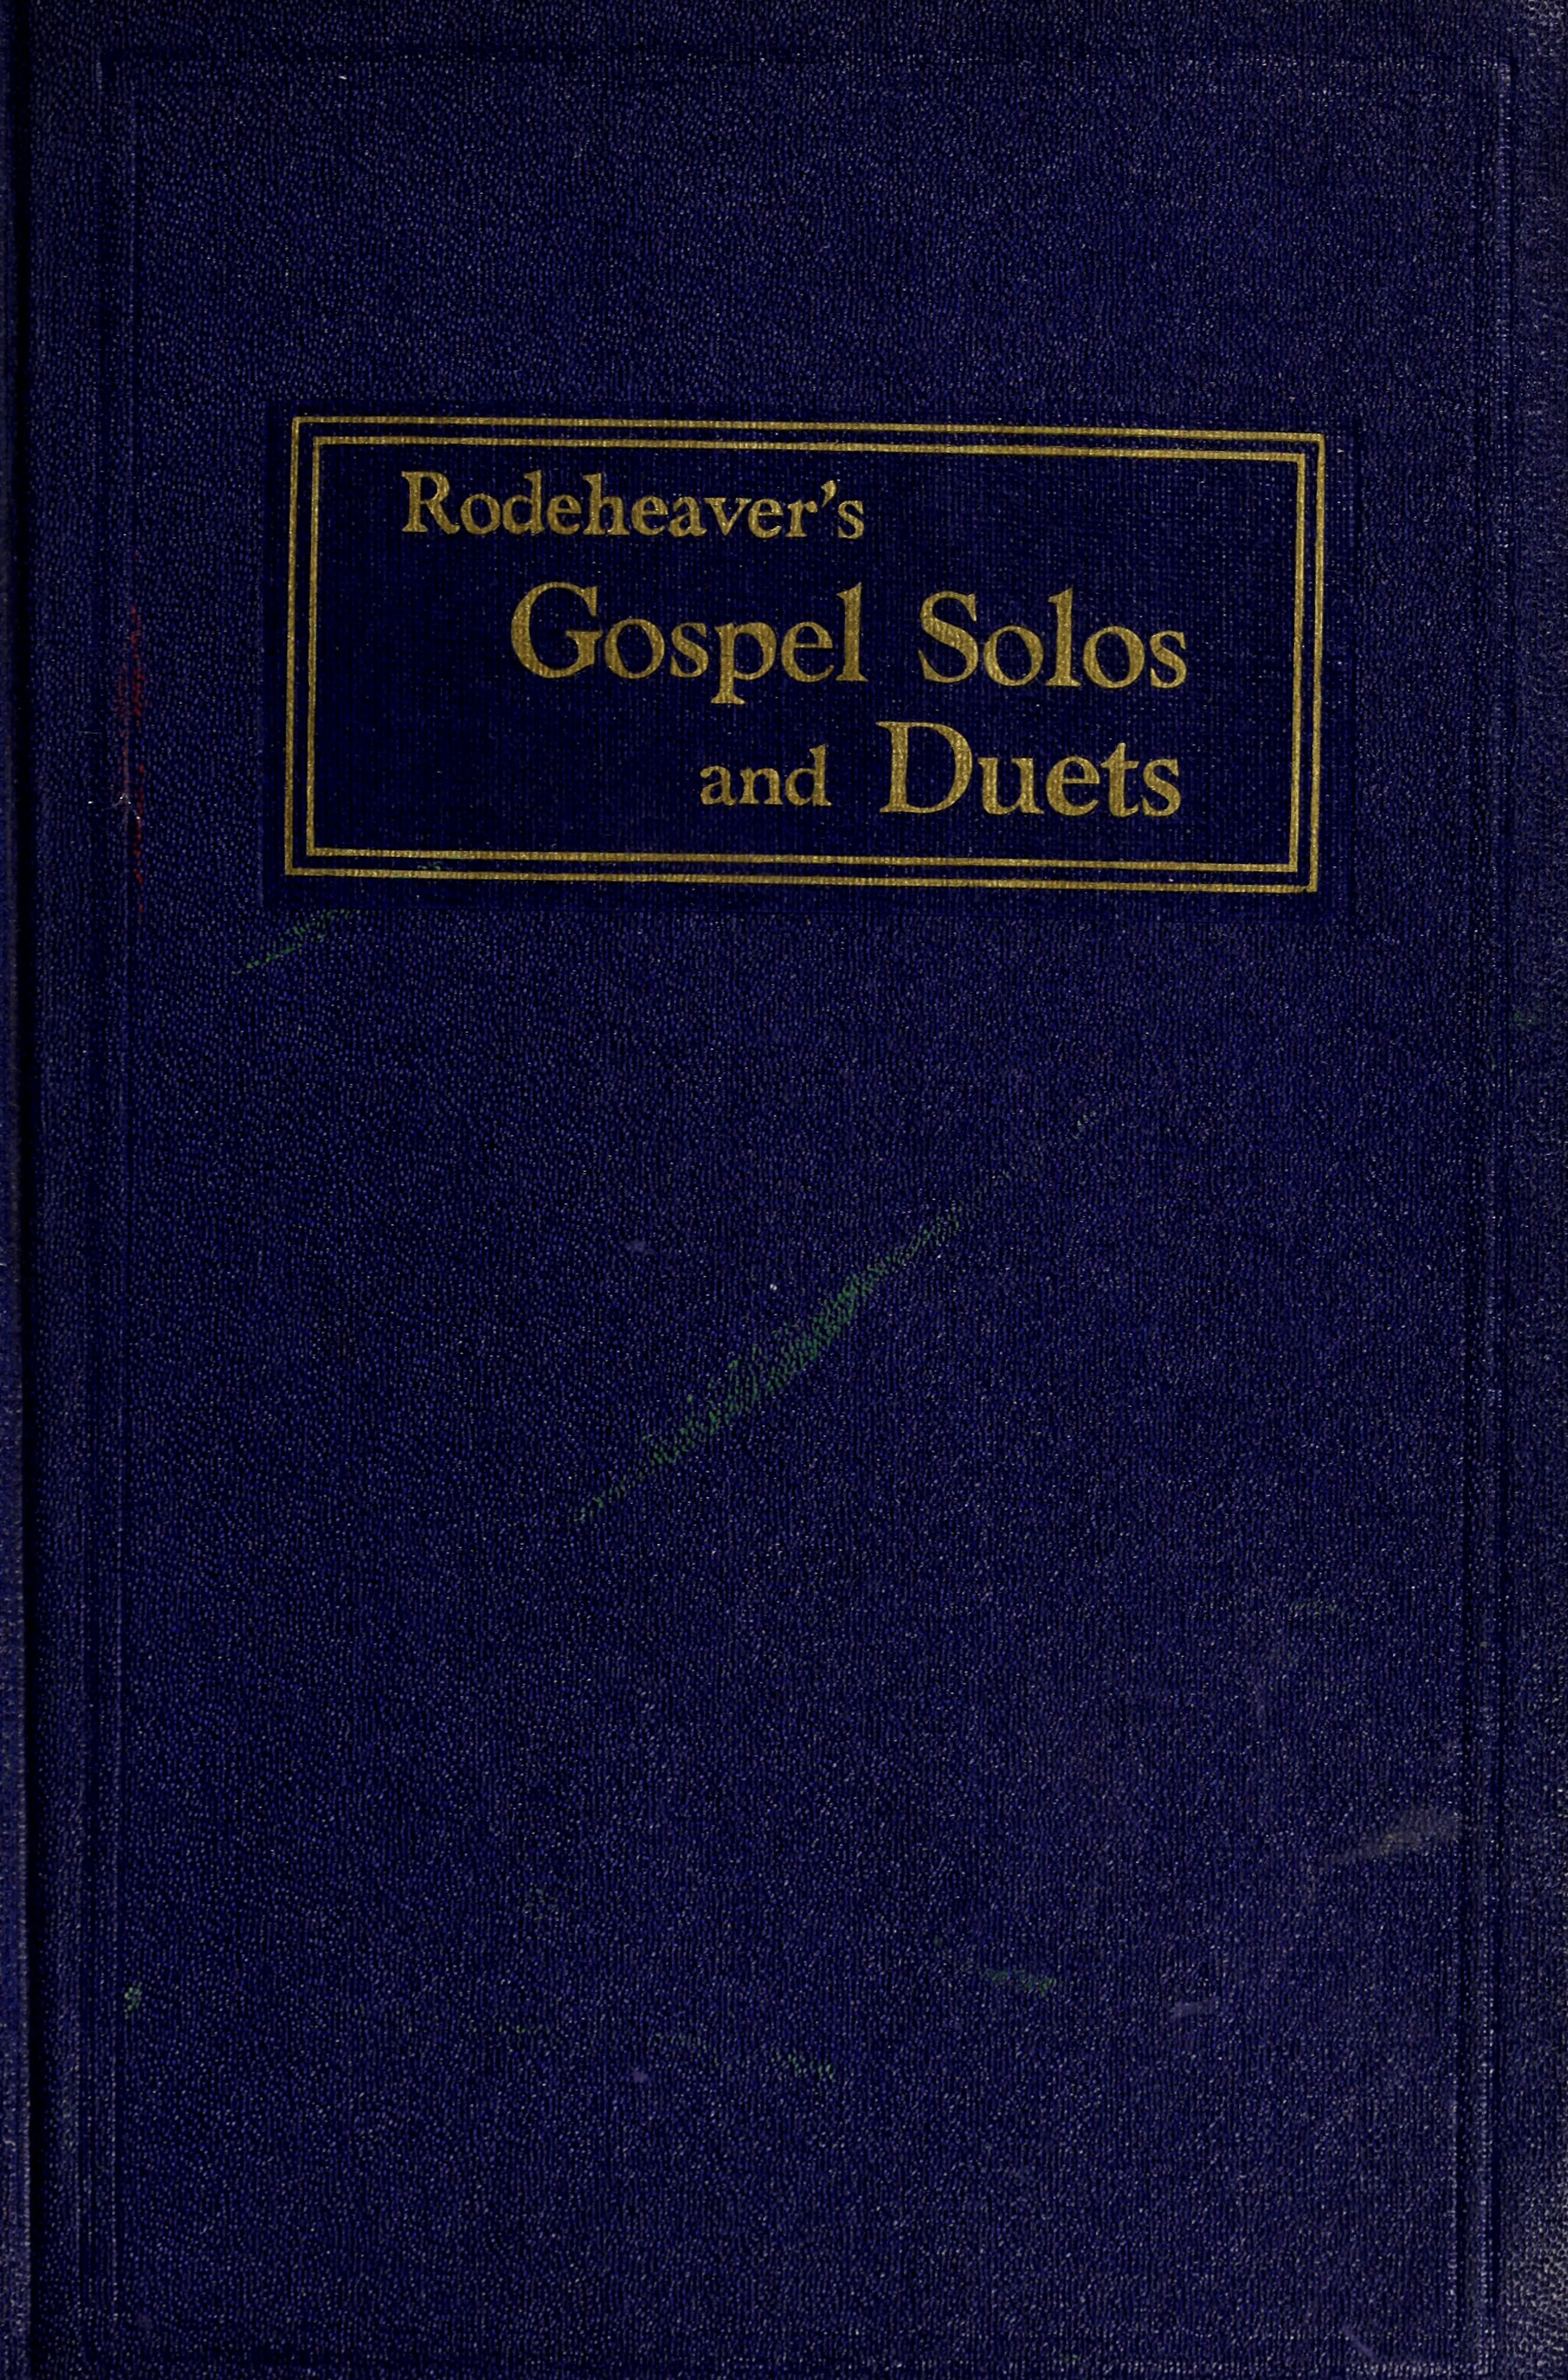 Rodeheaver's
Gospel Solos
and Duets